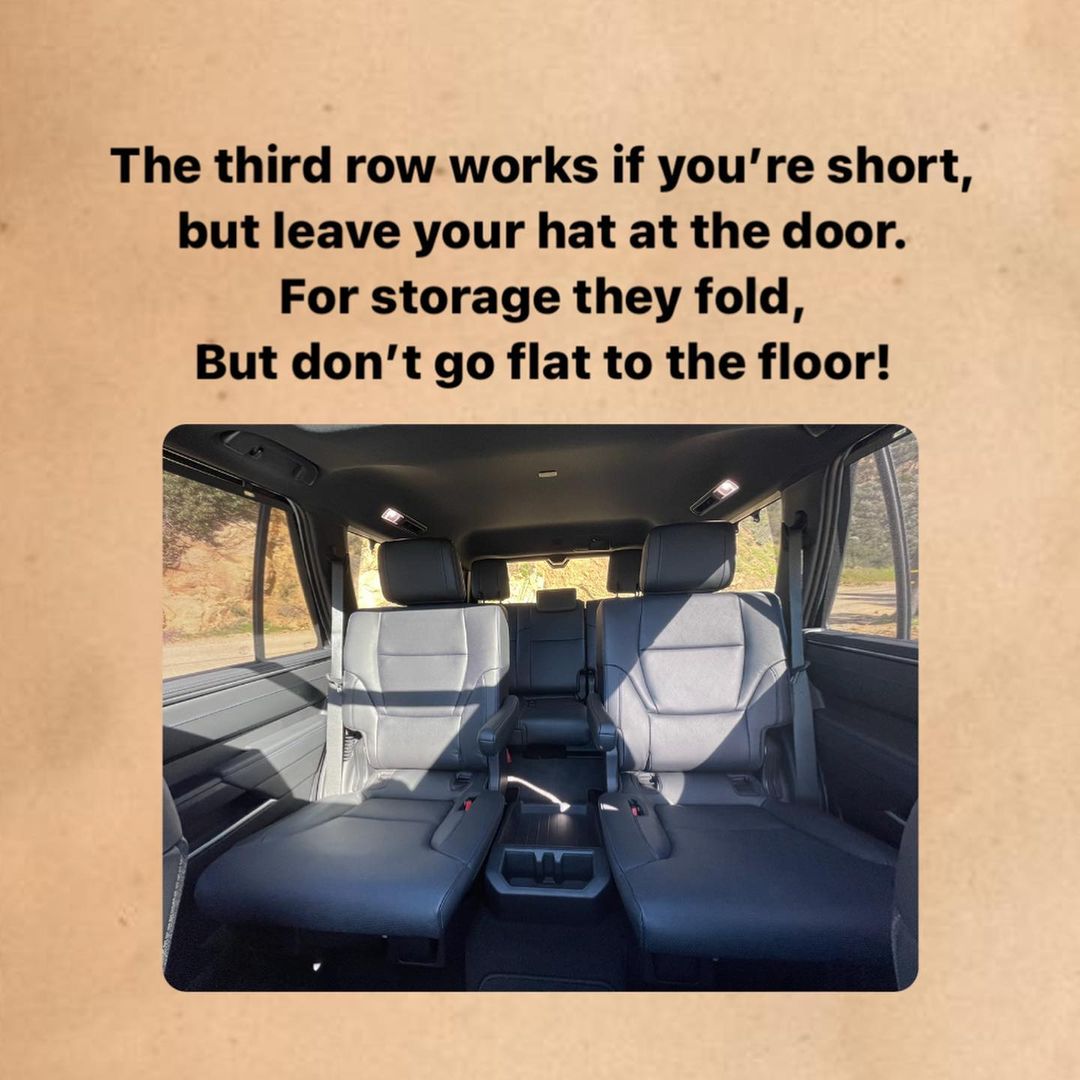 The third row works if you’re short,
but leave your hat at the door.
For storage they fold,
But don’t go flat to the floor!